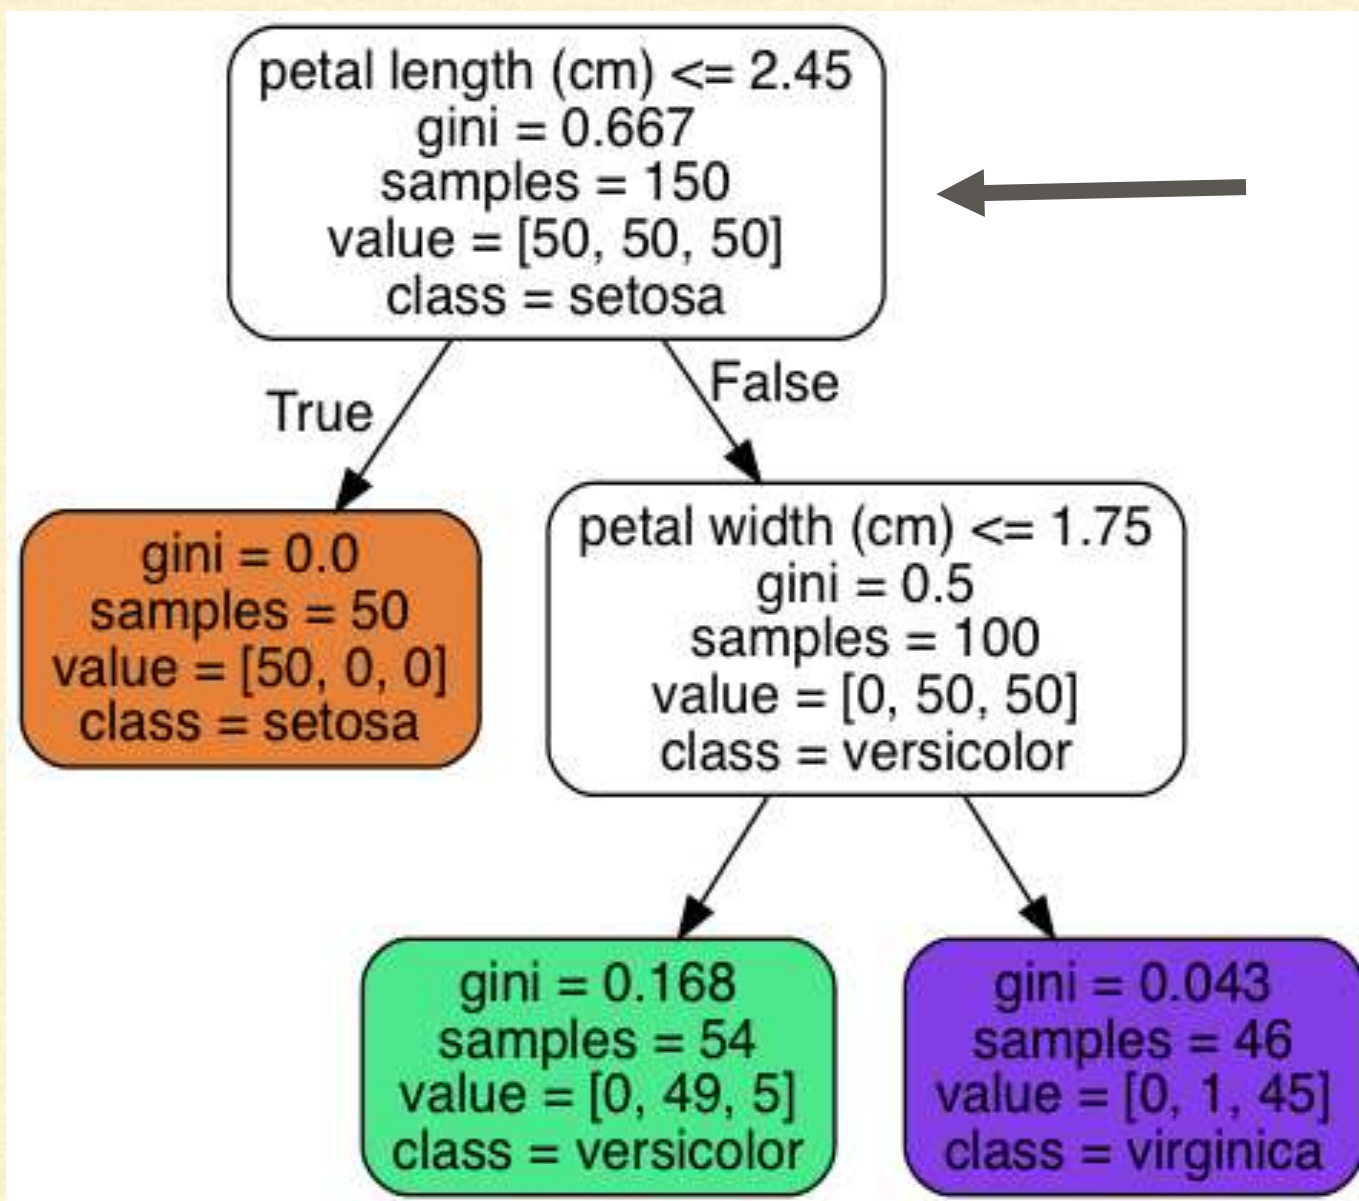 petal length (cm) <= 2.45
gini = 0.667
samples = 150
value = [50, 50, 50]
class = setosa
True
False
gini = 0.0
samples = 50
value = [50, 0, 0]
class = setosa
petal width (cm) <= 1.75
gini = 0.5
samples = 100
value = [0, 50, 50]
class = versicolor
gini = 0.168
samples = 54
value = [0, 49, 5]
class = versicolor
gini = 0.043
samples = 46
value = [0, 1, 45]
class = virginica